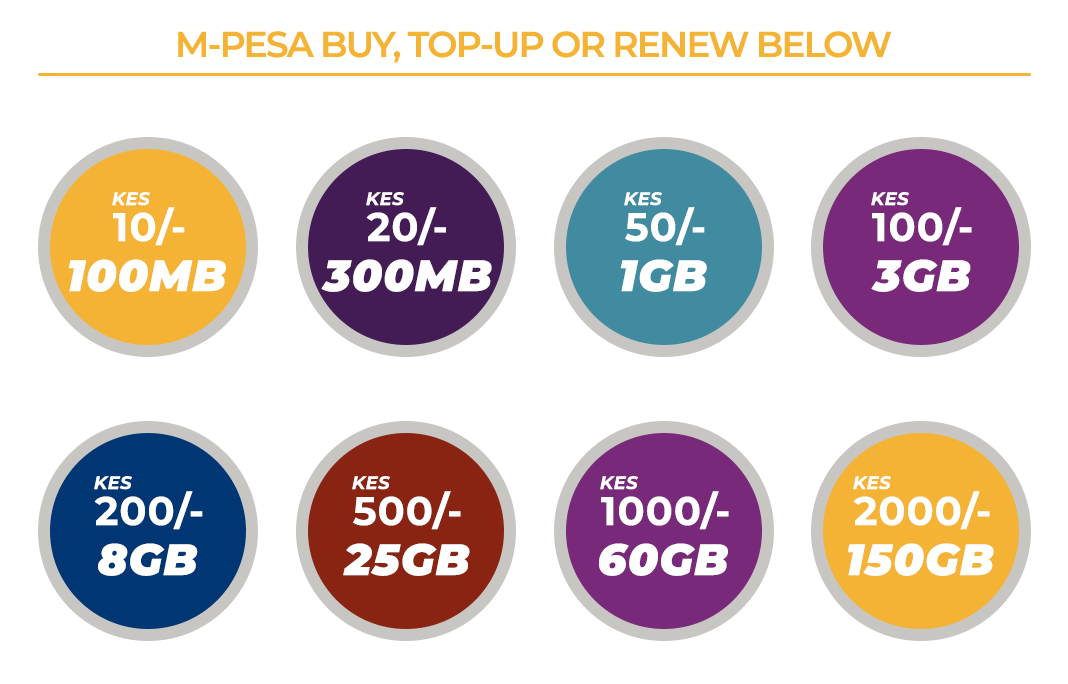 M-PESA BUY, TOP-UP OR RENEW BELOW
KES
10/-
100MB
KES
20/-
300MB
KES
50/-
1GB
KES
100/-
3GB
KES
200/-
8GB
KES
500/-
25GB
KES
1000/-
60GB
KES
2000/-
150GB